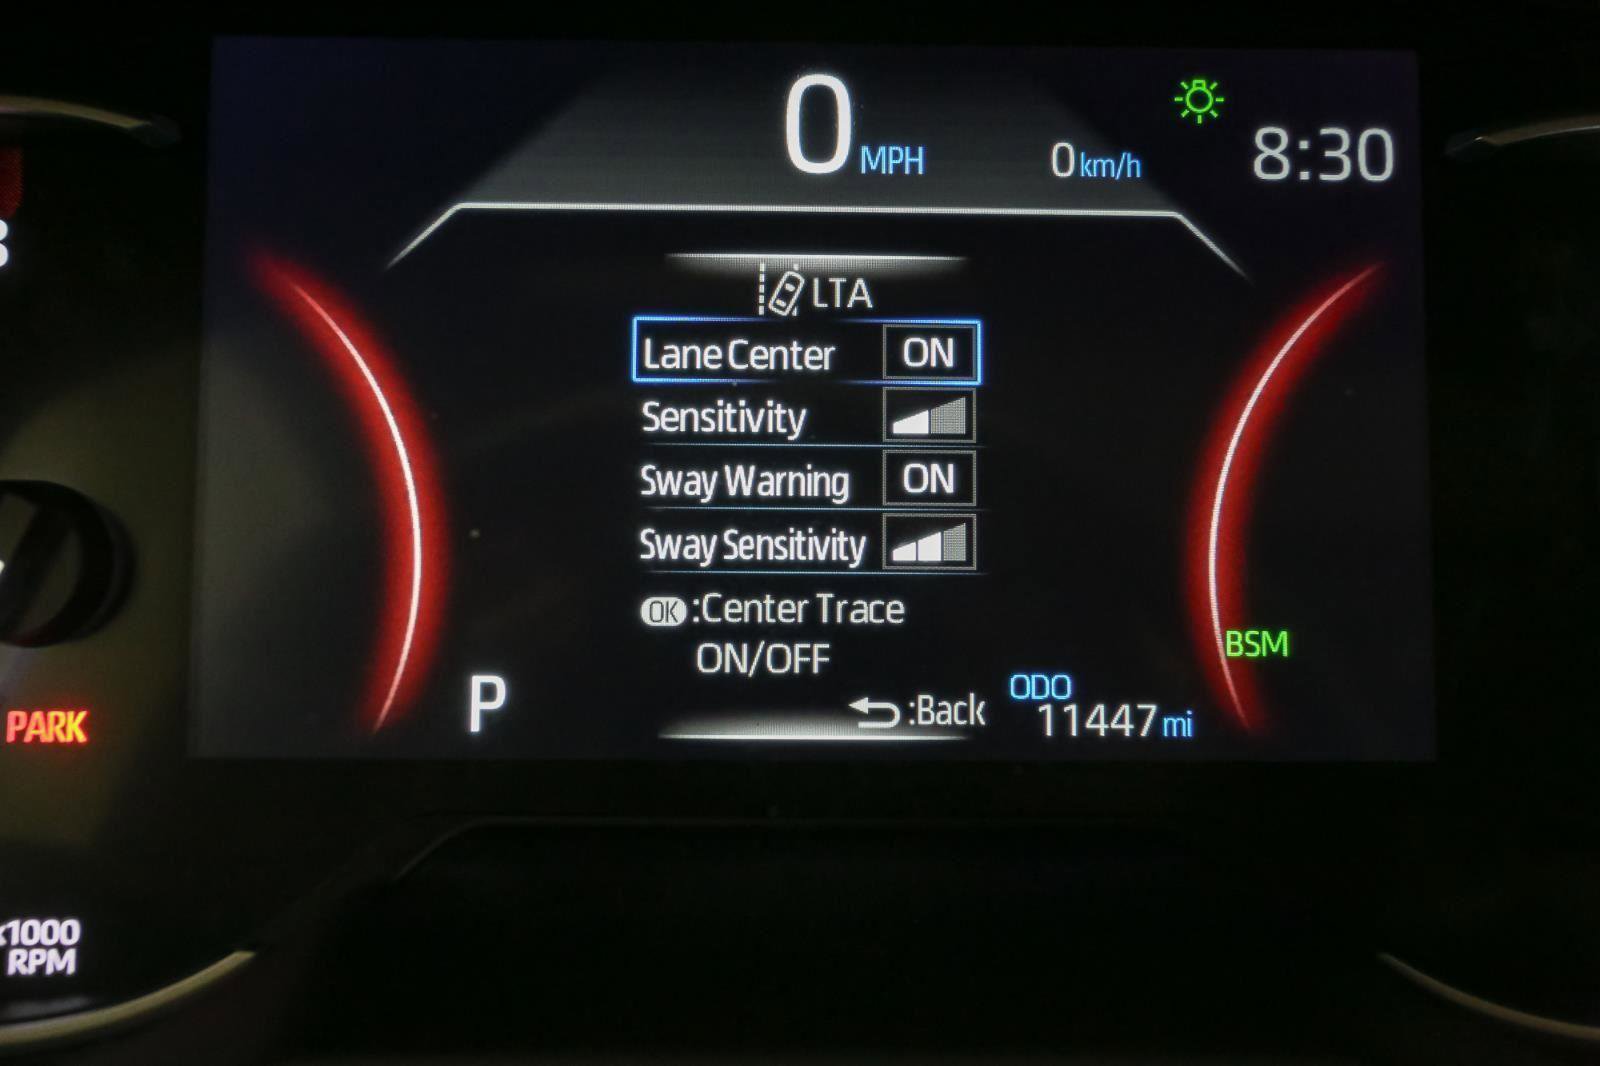 0 MPH
0 km/h
8:30
LTA
Lane Center ON
Sensitivity
Sway Warning ON
Sway Sensitivity
OK :Center Trace
ON/OFF
:Back
P
BSM
ODO
11447 mi
PARK
x1000
RPM